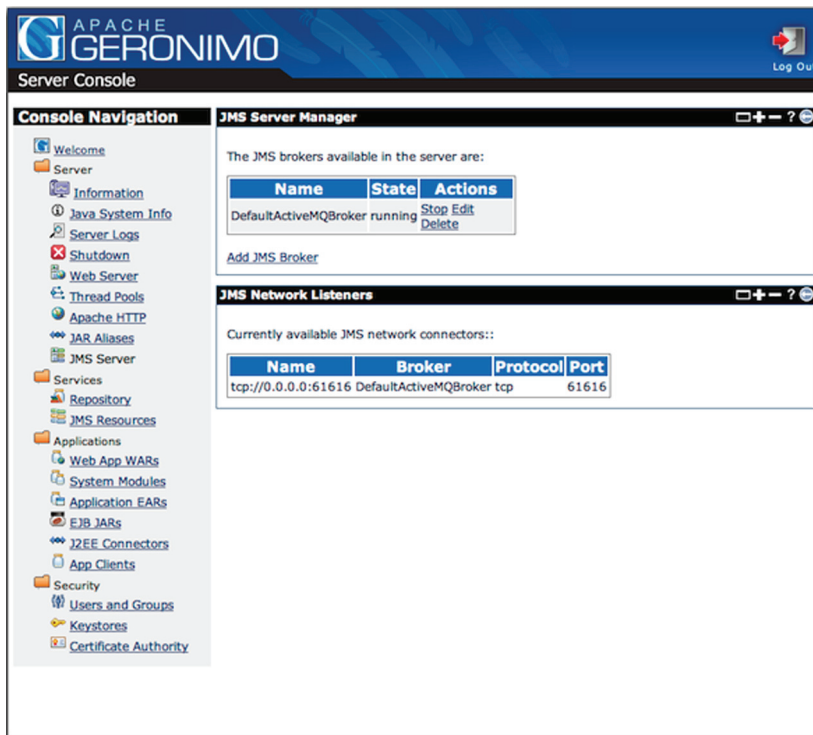 APACHE
GERONIMO
Log Ou
Server Console
Console Navigation
Welcome
Server
Information
Java System Info
Server Logs
Shutdown
Web Server
Thread Pools
Apache HTTP
JAR Aliases
JMS Server
Services
Repository
JMS Resources
Applications
Web App WARs
System Modules
Application EARs
EJB JARs
J2EE Connectors
App Clients
Security
Users and Groups
Keystores
Certificate Authority
JMS Server Manager
?
The JMS brokers available in the server are:
Name State Actions
DefaultActiveMQBroker running Stop Edit
Delete
Add JMS Broker
JMS Network Listeners
?
Currently available JMS network connectors::
Name Broker Protocol Port
tcp://0.0.0.0:61616 DefaultActiveMQBroker tcp 61616